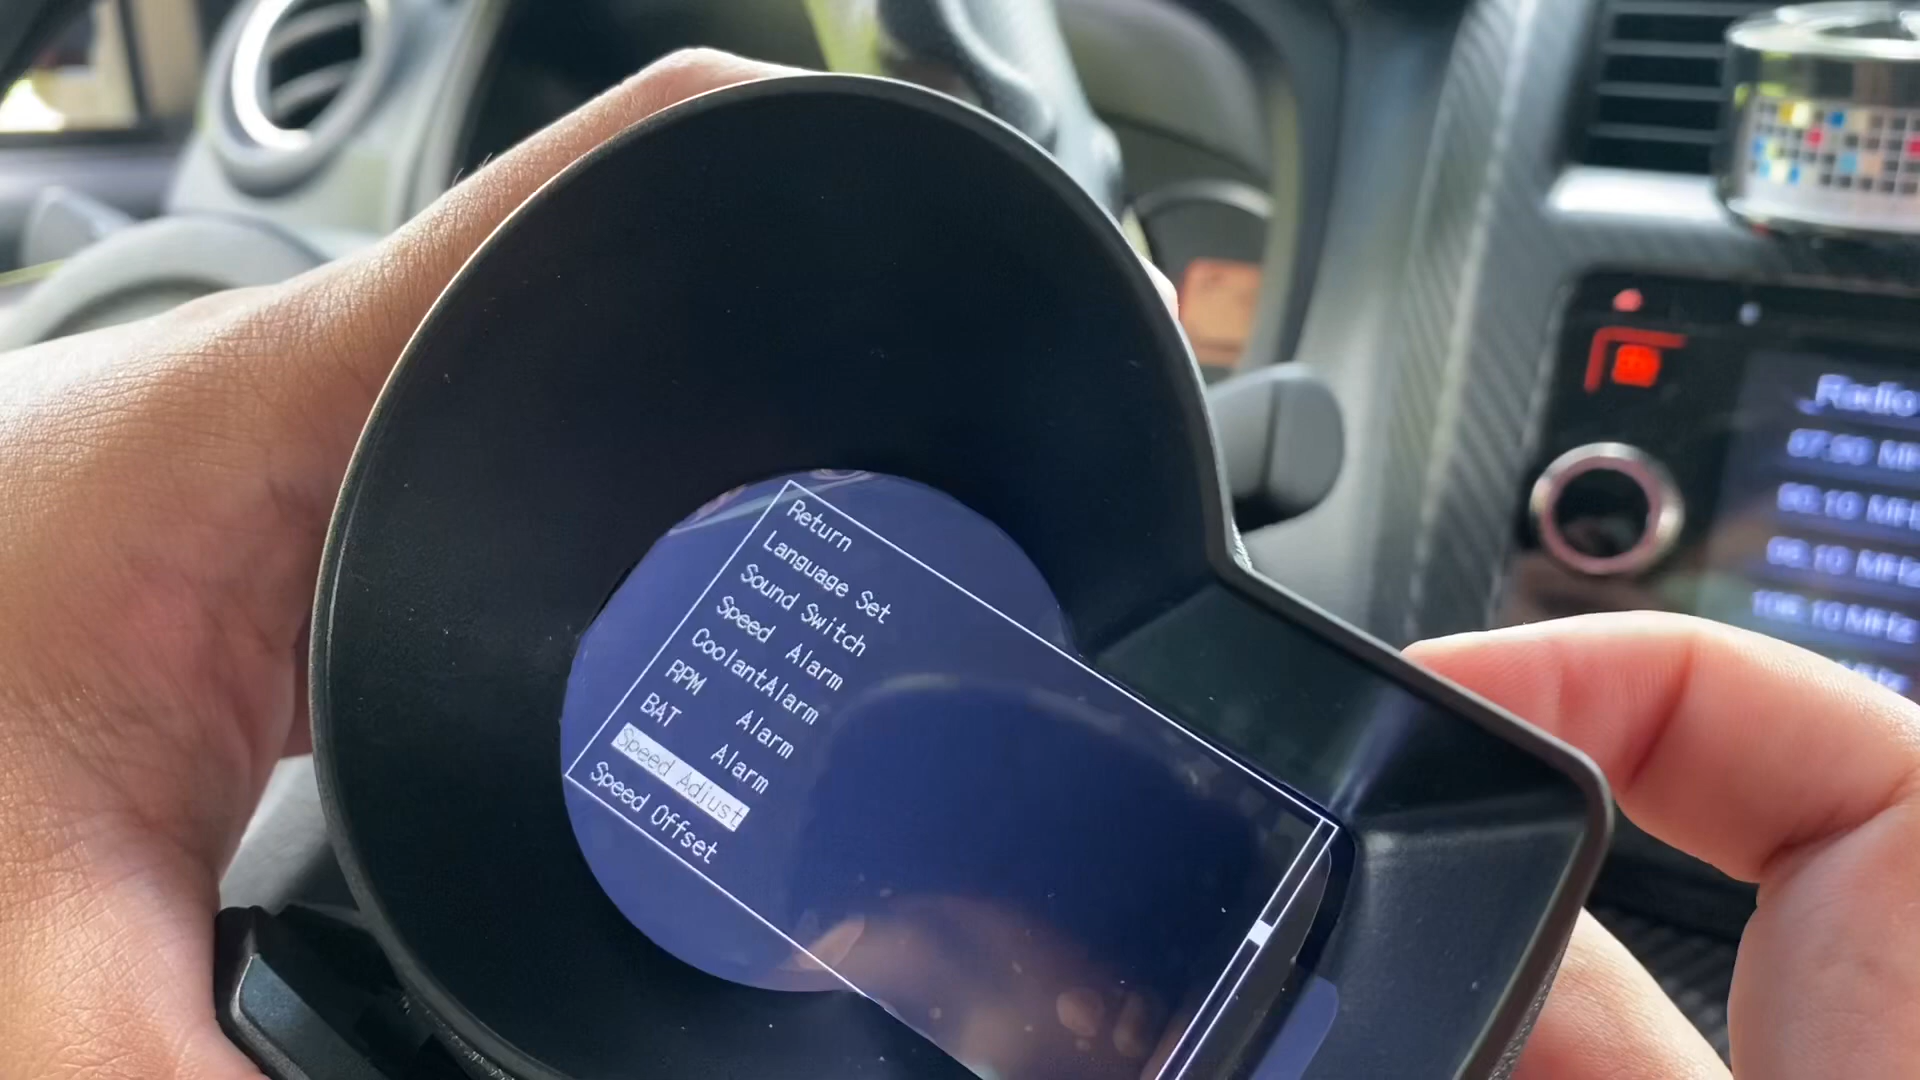 Return
Language Set
Sound Switch
Speed Alarm
CoolantAlarm
RPM Alarm
BAT Alarm
Speed Adjust
Speed Offset
Radio